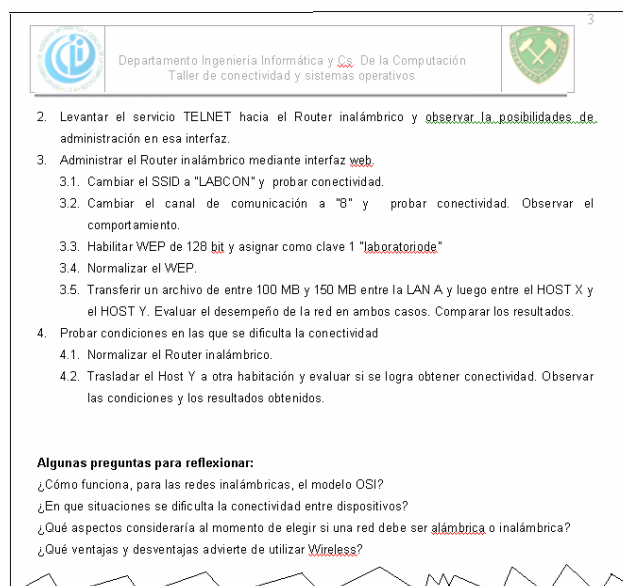 3
Departamento Ingeniería Informática y Cs. De la Computación
Taller de conectividad y sistemas operativos
2. Levantar el servicio TELNET hacia el Router inalámbrico y observar la posibilidades de
administración en esa interfaz.
3. Administrar el Router inalámbrico mediante interfaz web.
3.1. Cambiar el SSID a "LABCON" y probar conectividad.
3.2. Cambiar el canal de comunicación a "8" y probar conectividad. Observar el
comportamiento.
3.3. Habilitar WEP de 128 bit y asignar como clave 1 "laboratoriode"
3.4. Normalizar el WEP.
3.5. Transferir un archivo de entre 100 MB y 150 MB entre la LAN A y luego entre el HOST X y
el HOST Y. Evaluar el desempeño de la red en ambos casos. Comparar los resultados.
4. Probar condiciones en las que se dificulta la conectividad
4.1. Normalizar el Router inalámbrico.
4.2. Trasladar el Host Y a otra habitación y evaluar si se logra obtener conectividad. Observar
las condiciones y los resultados obtenidos.
Algunas preguntas para reflexionar:
¿Cómo funciona, para las redes inalámbricas, el modelo OSI?
¿En que situaciones se dificulta la conectividad entre dispositivos?
¿Qué aspectos consideraría al momento de elegir si una red debe ser alámbrica o inalámbrica?
¿Qué ventajas y desventajas advierte de utilizar Wireless?